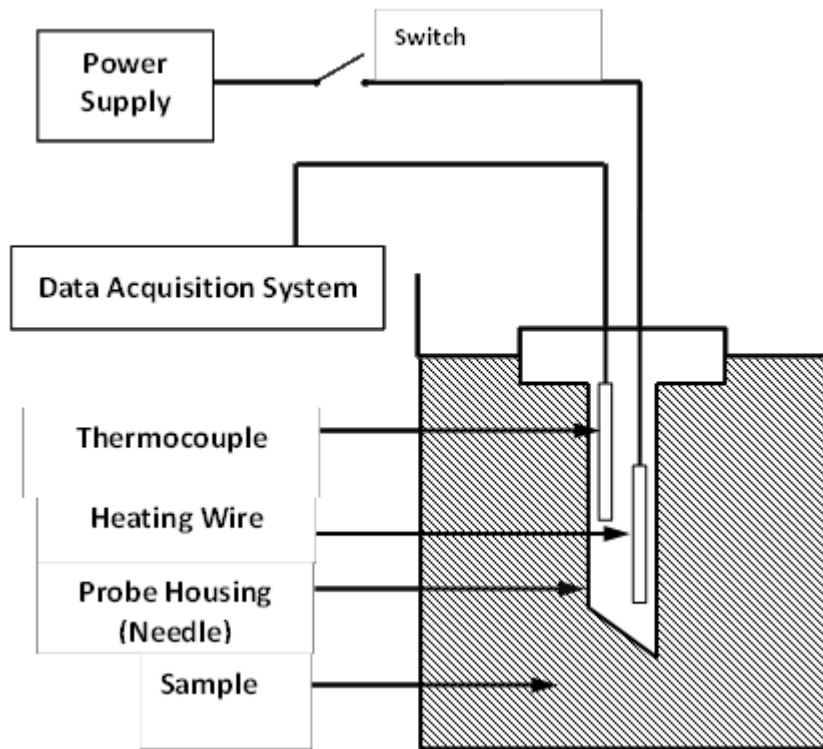 Switch
Power
Supply
Data Acquisition System
Thermocouple
Heating Wire
Probe Housing
(Needle)
Sample